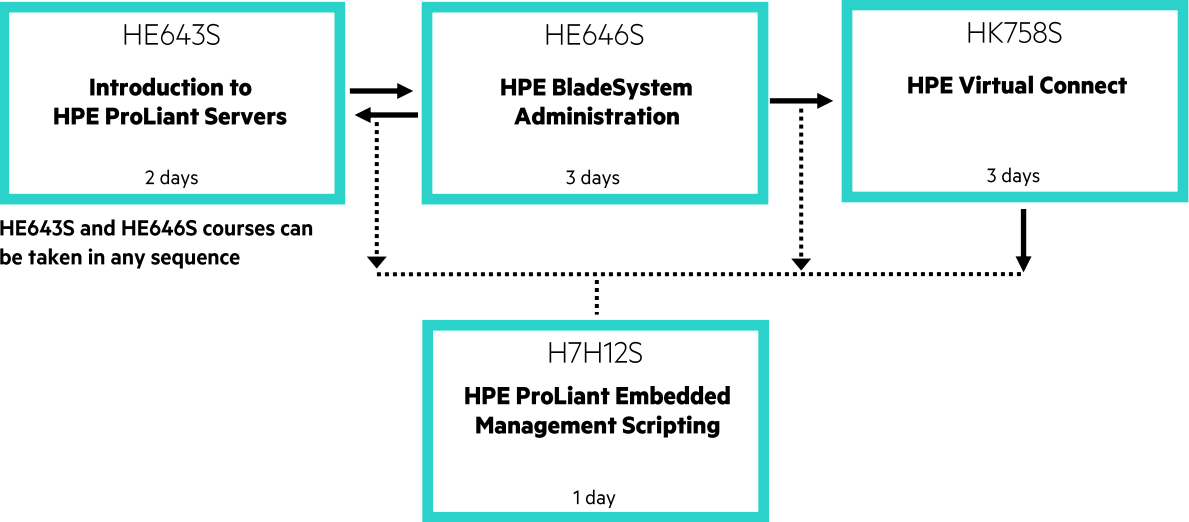 HE643S
Introduction to
HPE ProLiant Servers
2 days
HE643S and HE646S courses can
be taken in any sequence
HE646S
HPE BladeSystem
Administration
3 days
HK758S
HPE Virtual Connect
3 days
H7H12S
HPE ProLiant Embedded
Management Scripting
1 day